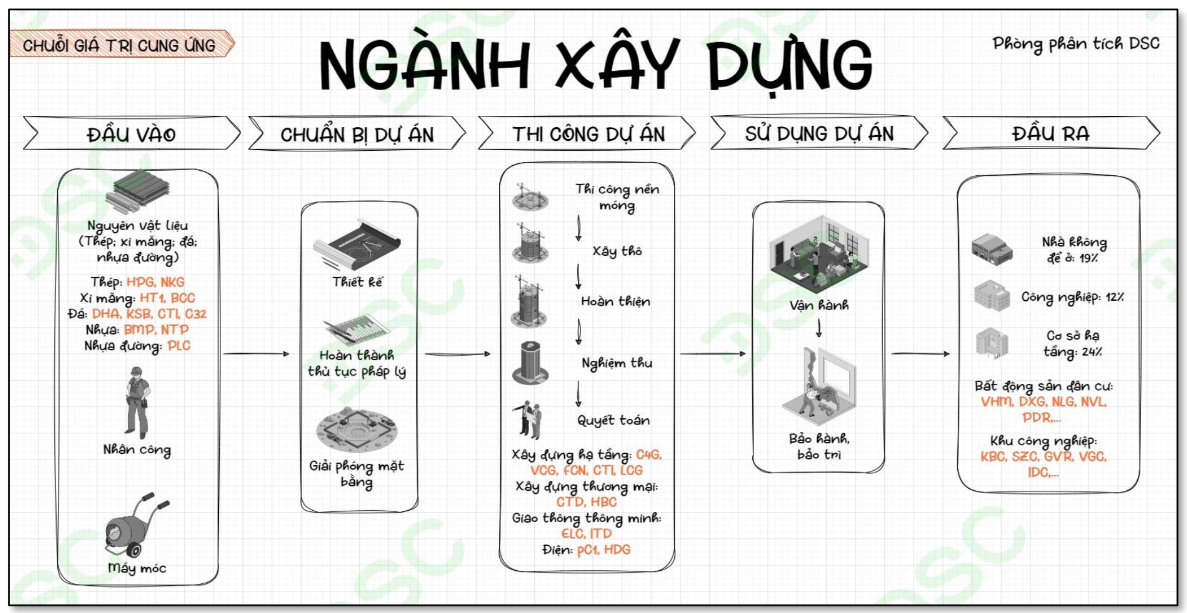 CHUỖI GIÁ TRỊ CUNG ỨNG
NGÀNH XÂY DỰNG
Phòng phân tích DSC
ĐẦU VÀO
CHUẨN BỊ DỰ ÁN
THI CÔNG DỰ ÁN
SỬ DỤNG DỰ ÁN
ĐẦU RA
Nguyên vật liệu
(Thép; xi măng; đá;
nhựa đường)
Thép: HPG, NKG
Xi măng: HT1, BCC
Đá: DHA, KSB, CTI, C32
Nhựa: BMP, NTP
Nhựa đường: PLC
Nhân công
Máy móc
Thiết kế
Hoàn thành
thủ tục pháp lý
Giải phóng mặt
bằng
Thi công nền
móng
Xây thô
Hoàn thiện
Nghiệm thu
Quyết toán
Xây dựng hạ tầng: C4G,
VCG, FCN, CTI, LCG
Xây dựng thương mại:
CTD, HBC
Giao thông thông minh:
ELC, ITD
Điện: PC1, HDG
Vận hành
Bảo hành,
bảo trì
Nhà không
để ở: 19%
Công nghiệp: 12%
Cơ sở hạ
tầng: 24%
Bất động sản dân cư:
VHM, DXG, NLG, NVL,
PDR,...
Khu công nghiệp:
KBC, SZC, GVR, VGC,
IDC,...